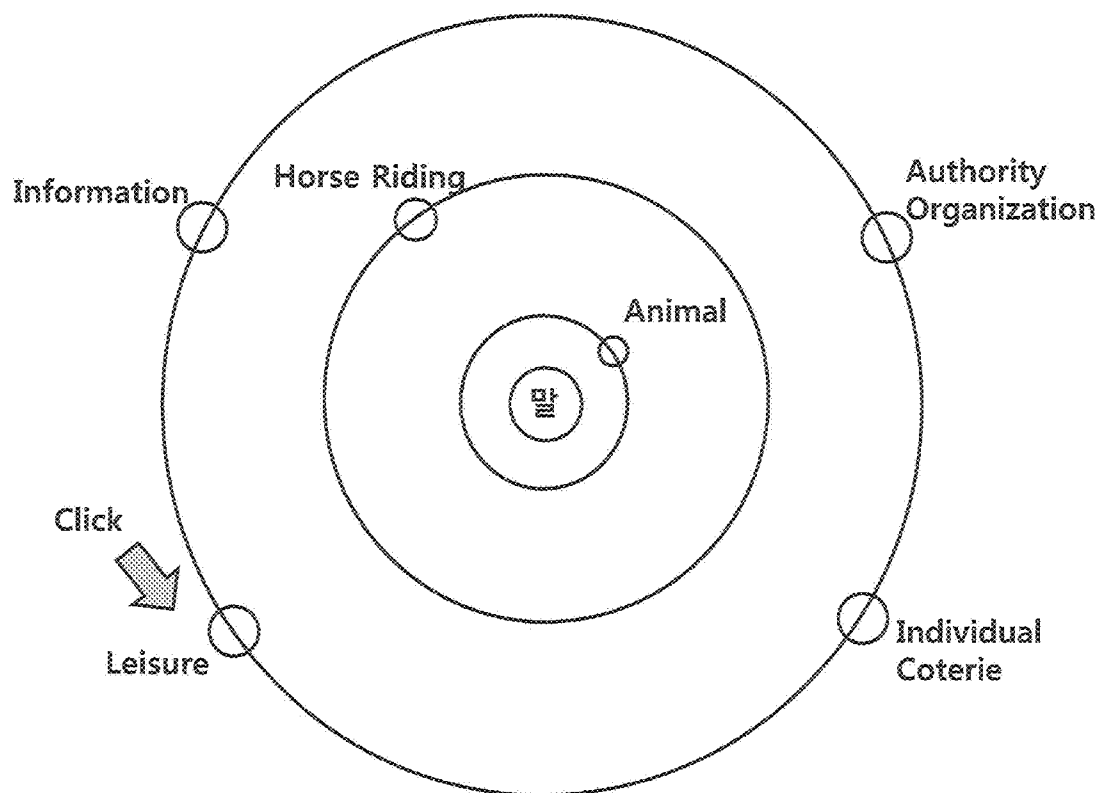 Information
Horse Riding
Authority
Organization
Animal
말
Click
Leisure
Individual
Coterie